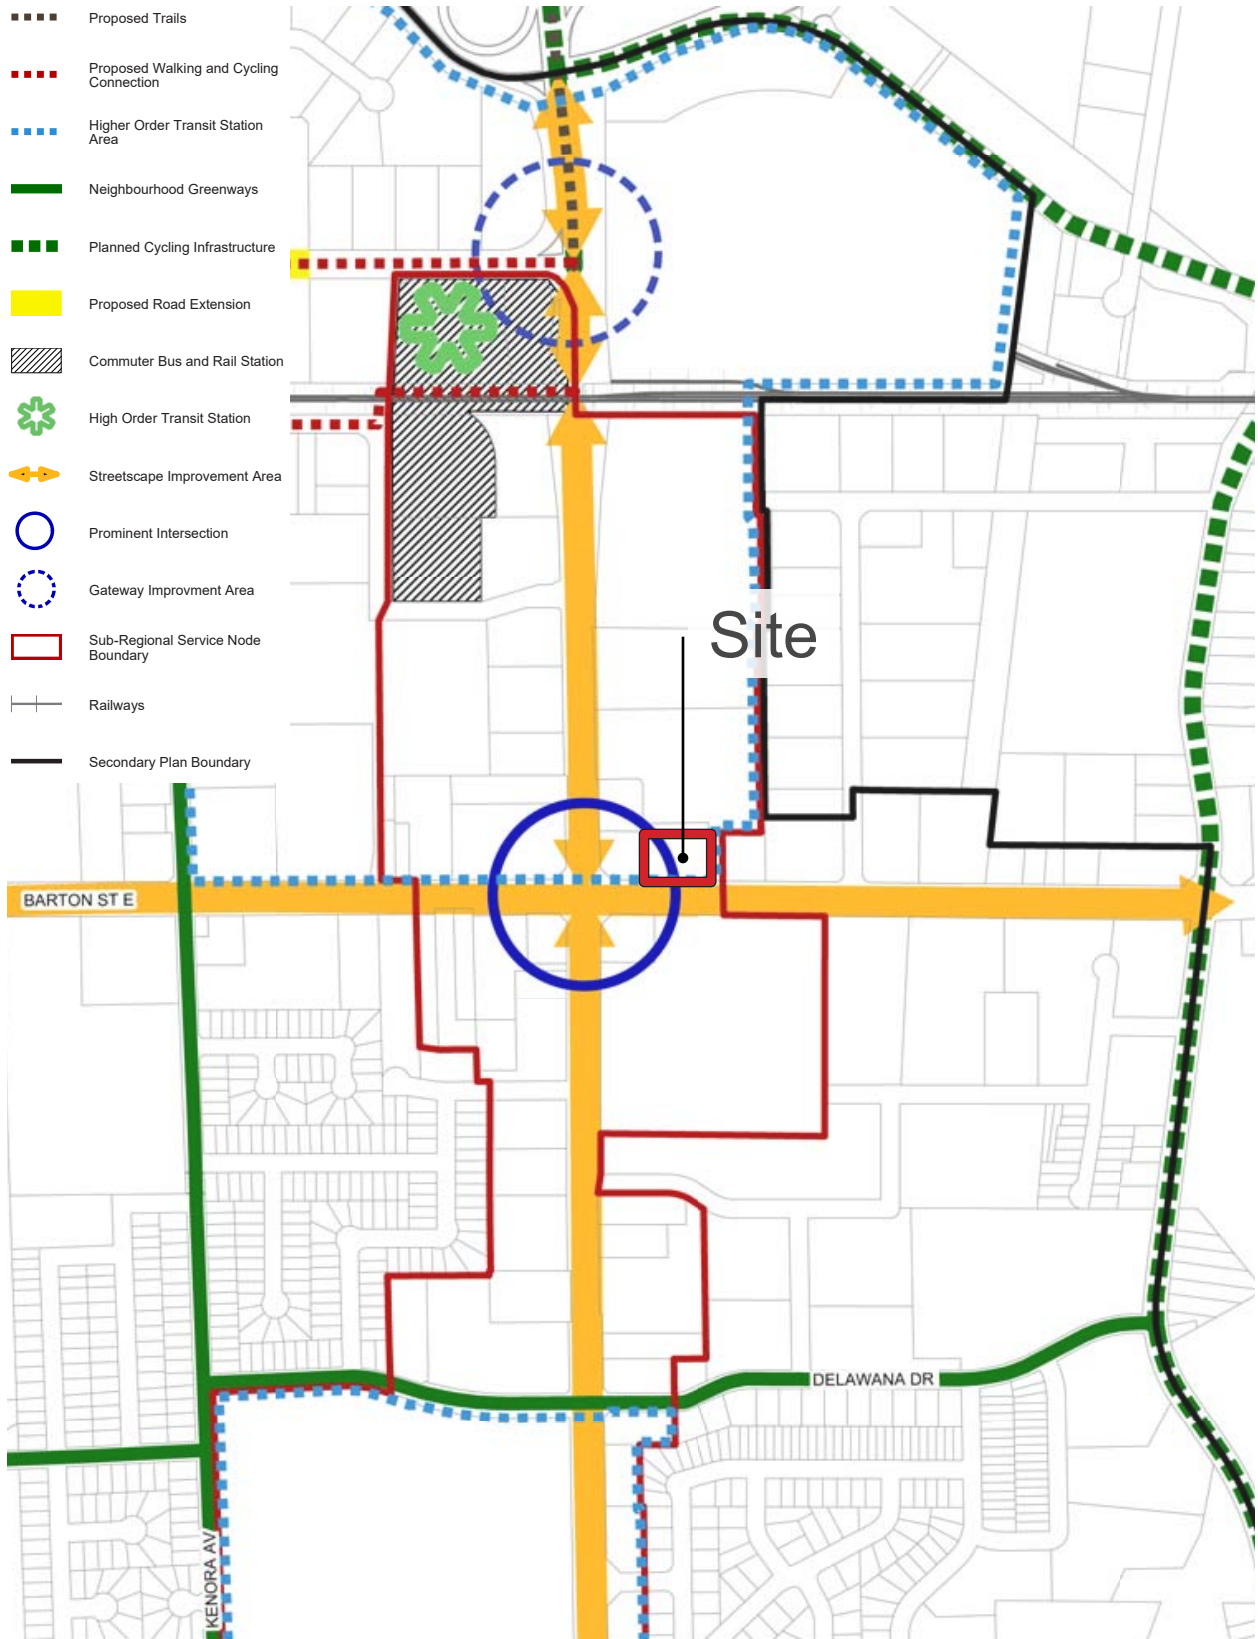 Proposed Trails
Proposed Walking and Cycling
Connection
Higher Order Transit Station
Area
Neighbourhood Greenways
Planned Cycling Infrastructure
Proposed Road Extension
Commuter Bus and Rail Station
High Order Transit Station
Streetscape Improvement Area
Prominent Intersection
Gateway Improvment Area
Sub-Regional Service Node
Boundary
Railways
Secondary Plan Boundary
Site
BARTON ST E
DELAWANA DR
KENORA AV